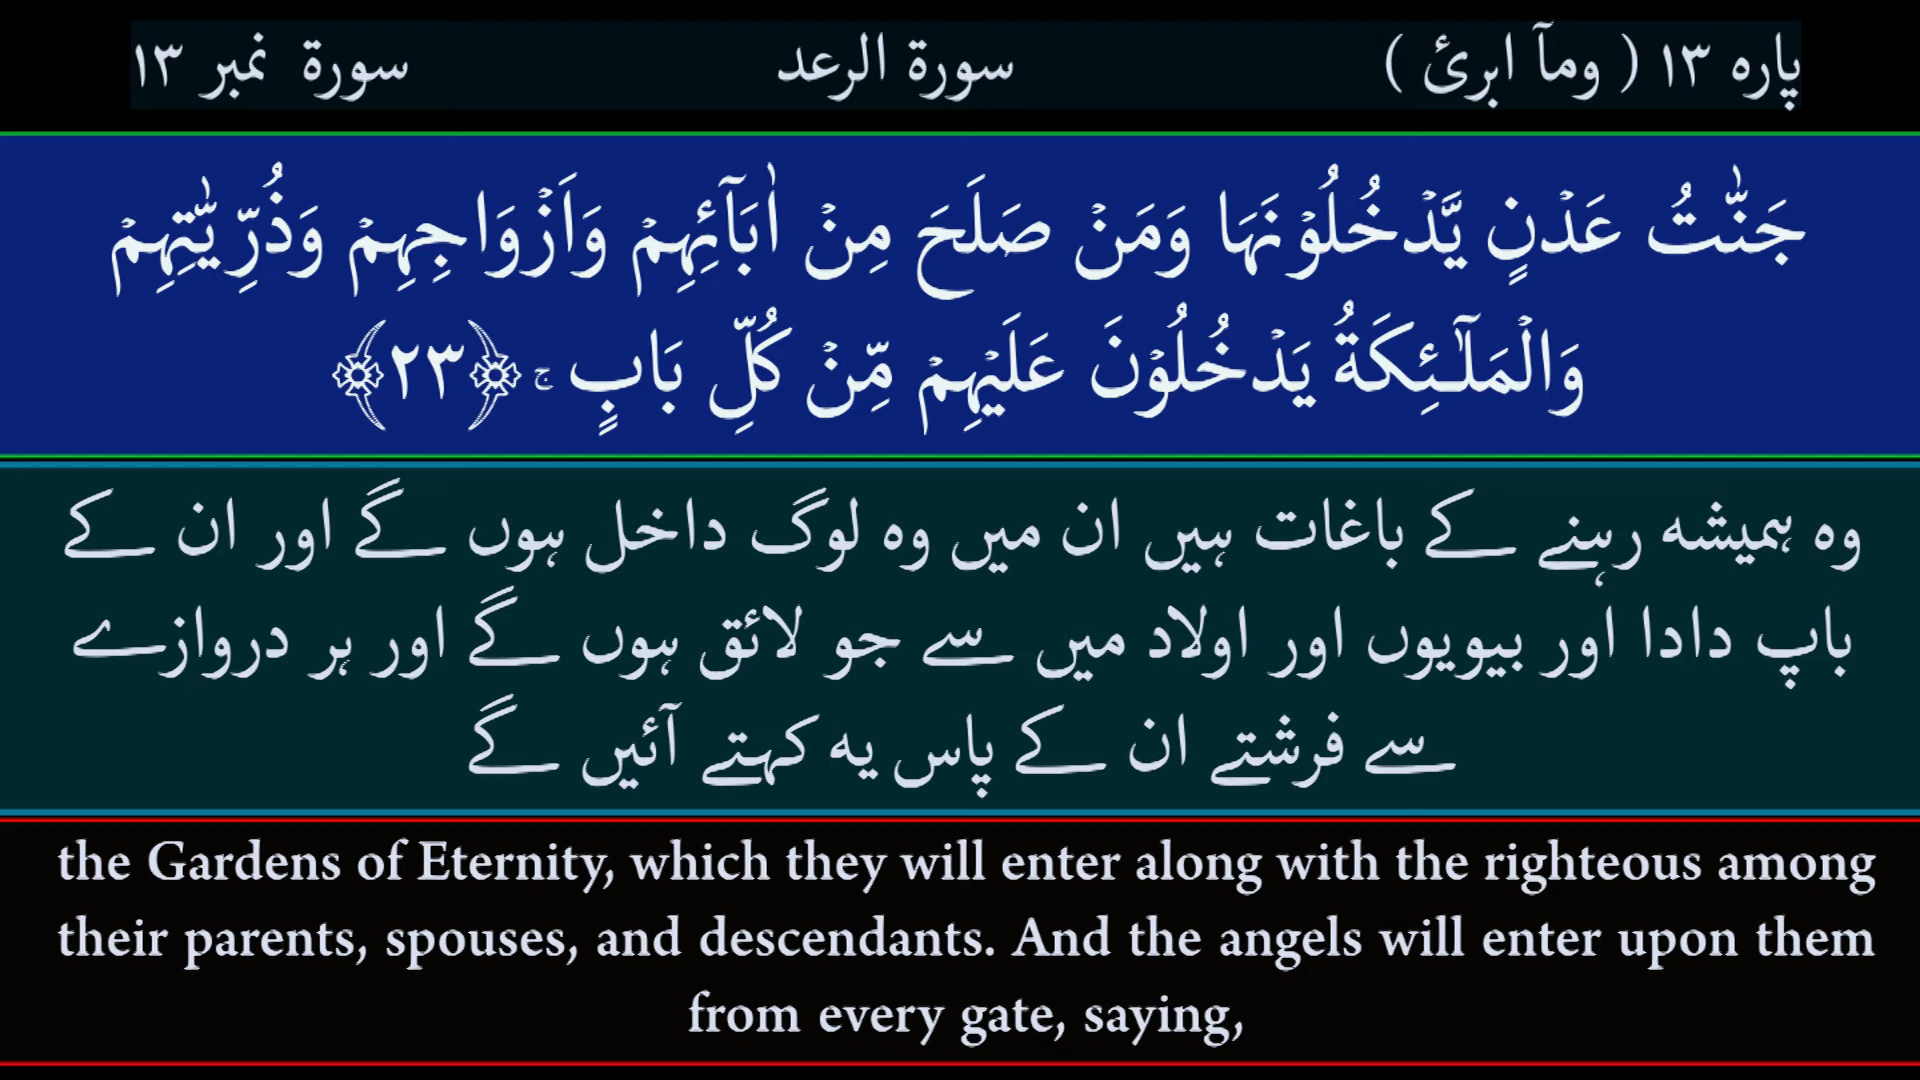 پارہ ۱۳ ( ومآ ابرئ ) سورۃ الرعد سورۃ نمبر ۱۳
جَنّٰتُ عَدۡنٍ يَّدۡخُلُوۡنَهَا وَمَنۡ صَلَحَ مِنۡ اٰبَآئِهِمۡ وَاَزۡوَاجِهِمۡ وَذُرِّيّٰتِهِمۡ
وَالۡمَلٰٓـئِكَةُ يَدۡخُلُوۡنَ عَلَيۡهِمۡ مِّنۡ كُلِّ بَابٍ‌ ۚ ﴿۲۳﴾
وہ ہمیشہ رہنے کے باغات ہیں ان میں وہ لوگ داخل ہوں گے اور ان کے
باپ دادا اور بیویوں اور اولاد میں سے جو لائق ہوں گے اور ہر دروازے
سے فرشتے ان کے پاس یہ کہتے آئیں گے
the Gardens of Eternity, which they will enter along with the righteous among
their parents, spouses, and descendants. And the angels will enter upon them
from every gate, saying,